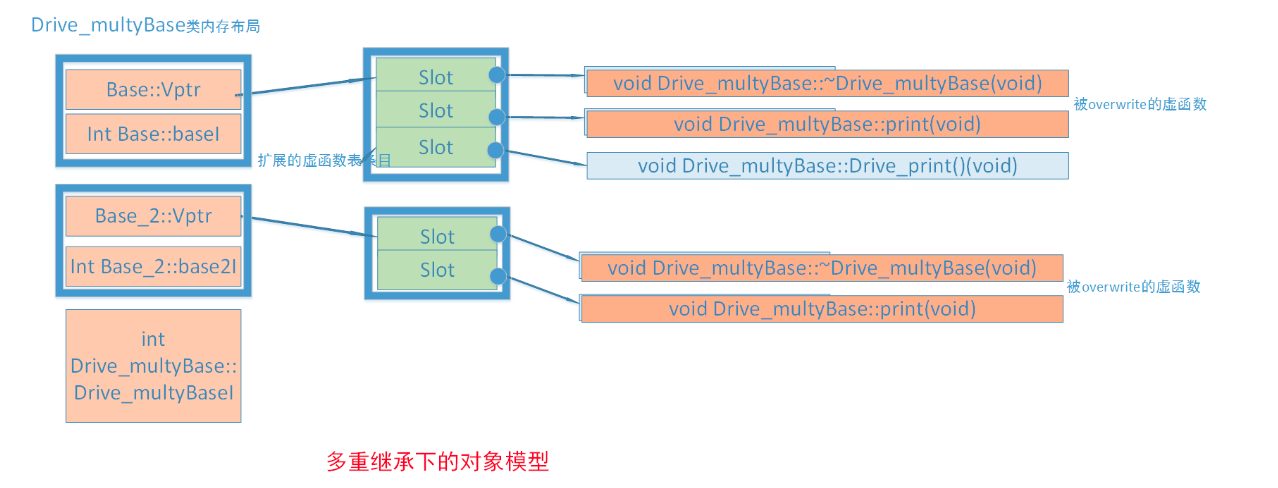 Drive_multyBase类内存布局
Base::Vptr
Int Base::baseI
Slot
Slot
Slot
void Drive_multyBase::~Drive_multyBase(void)
void Drive_multyBase::print(void)
void Drive_multyBase::Drive_print()(void)
被overwrite的虚函数
扩展的虚函数表条目
Base_2::Vptr
Int Base_2::base2I
Slot
Slot
void Drive_multyBase::~Drive_multyBase(void)
void Drive_multyBase::print(void)
被overwrite的虚函数
int
Drive_multyBase::
Drive_multyBaseI
多重继承下的对象模型